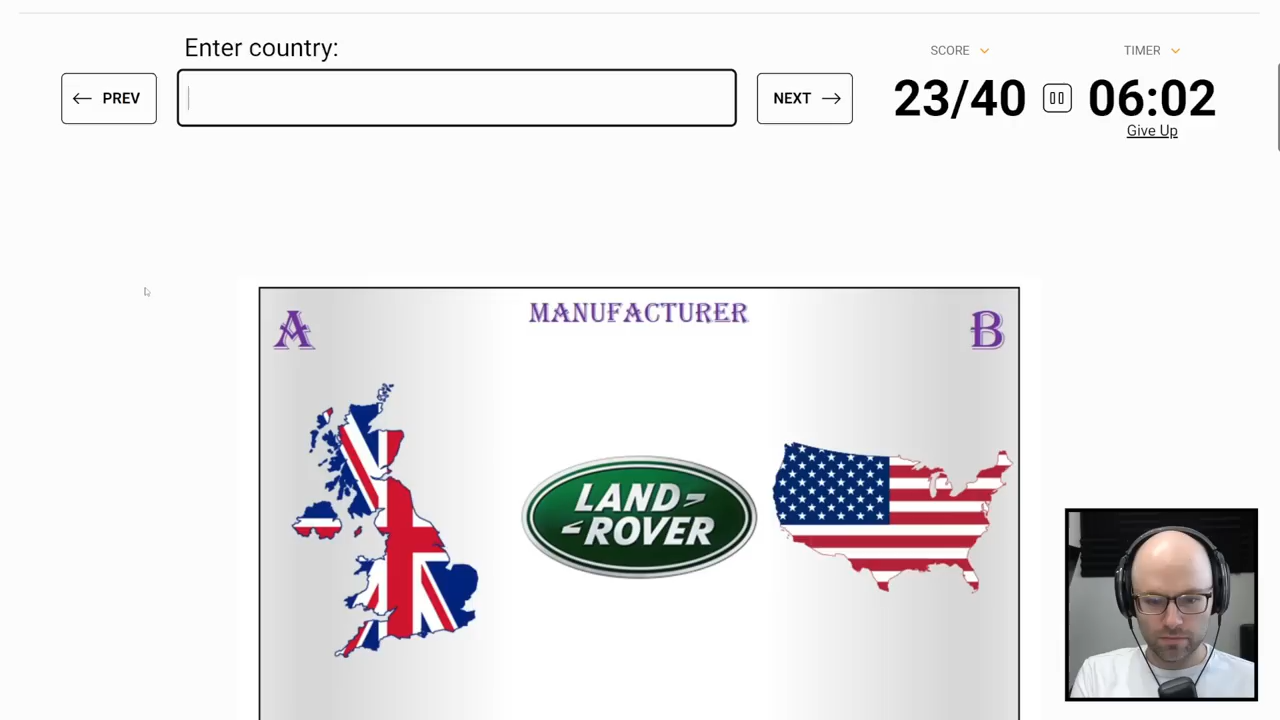 Enter country:
← PREV
NEXT →
SCORE
23/40
TIMER
06:02
Give Up
MANUFACTURER
A
B
LAND-
-ROVER